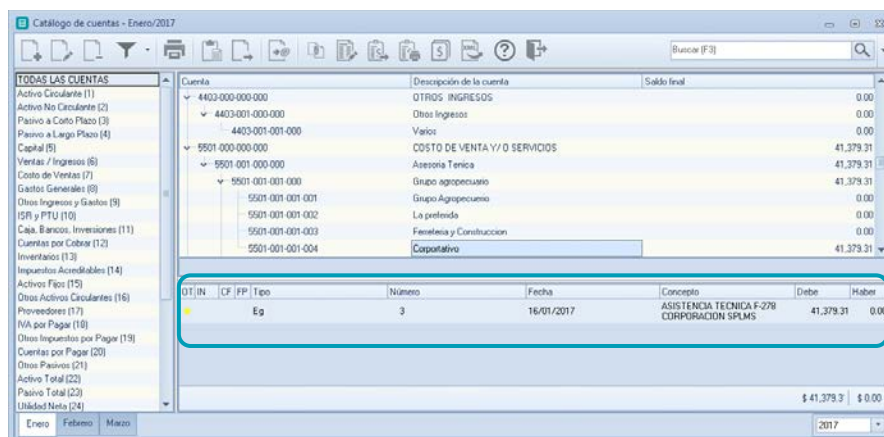 Catálogo de cuentas - Enero/2017
Buscar (F3)
TODAS LAS CUENTAS
Activo Circulante (1)
Activo No Circulante (2)
Pasivo a Corto Plazo (3)
Pasivo a Largo Plazo (4)
Capital (5)
Ventas / Ingresos (6)
Costo de Ventas (7)
Gastos Generales (8)
Otros Ingresos y Gastos (9)
ISR y PTU (10)
Caja, Bancos, Inversiones (11)
Cuentas por Cobrar (12)
Inventarios (13)
Impuestos Acreditables (14)
Activos Fijos (15)
Otros Activos Circulantes (16)
Proveedores (17)
IVA por Pagar (18)
Otros Impuestos por Pagar (19)
Cuentas por Pagar (20)
Otros Pasivos (21)
Activo Total (22)
Pasivo Total (23)
Utilidad Neta (24)
Cuenta Descripción de la cuenta Saldo final
4403-000-000-000 OTROS INGRESOS 0.00
4403-001-000-000 Otros Ingresos 0.00
4403-001-001-000 Varios 0.00
5501-000-000-000 COSTO DE VENTA Y/ O SERVICIOS 41,379.31
5501-001-000-000 Asesoria Tenica 41,379.31
5501-001-001-000 Grupo agropecuario 41,379.31
5501-001-001-001 Grupo Agropecuerio 0.00
5501-001-001-002 La preferida 0.00
5501-001-001-003 Ferreteria y Construccion 0.00
5501-001-001-004 Corportativo 41,379.31
OT IN CF FP Tipo Número Fecha Concepto Debe Haber
Eg 3 16/01/2017 ASISTENCIA TECNICA F-278 41,379.31 0.00
CORPORACION SPLMS
$ 41,379.3 $ 0.00
Enero Febrero Marzo 2017